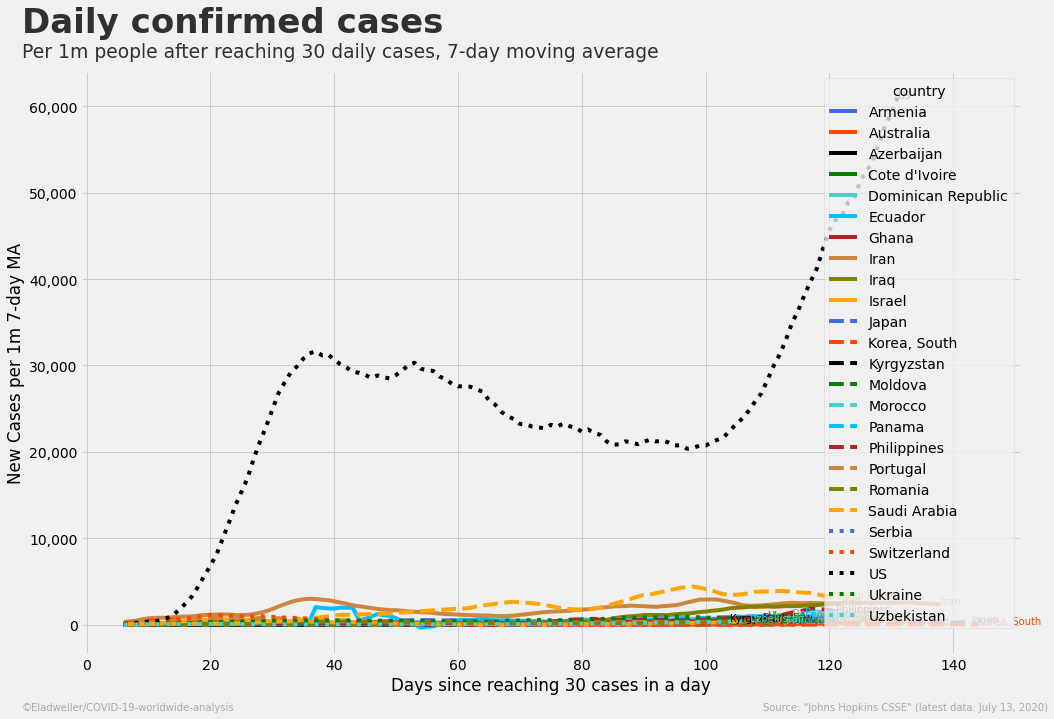 Daily confirmed cases
Per 1m people after reaching 30 daily cases, 7-day moving average
New Cases per 1m 7-day MA
60,000
50,000
40,000
30,000
20,000
10,000
0
country
Armenia
Australia
Azerbaijan
Cote d'Ivoire
Dominican Republic
Ecuador
Ghana
Iran
Iraq
Israel
Japan
Korea, South
Kyrgyzstan
Moldova
Morocco
Panama
Philippines
Portugal
Romania
Saudi Arabia
Serbia
Switzerland
US
Ukraine
Uzbekistan
Iran
Philippines
Kyrgyzstan
Japan
Korea, South
0 20 40 60 80 100 120 140
Days since reaching 30 cases in a day
©Eladweller/COVID-19-worldwide-analysis
Source: "Johns Hopkins CSSE" (latest data: July 13, 2020)